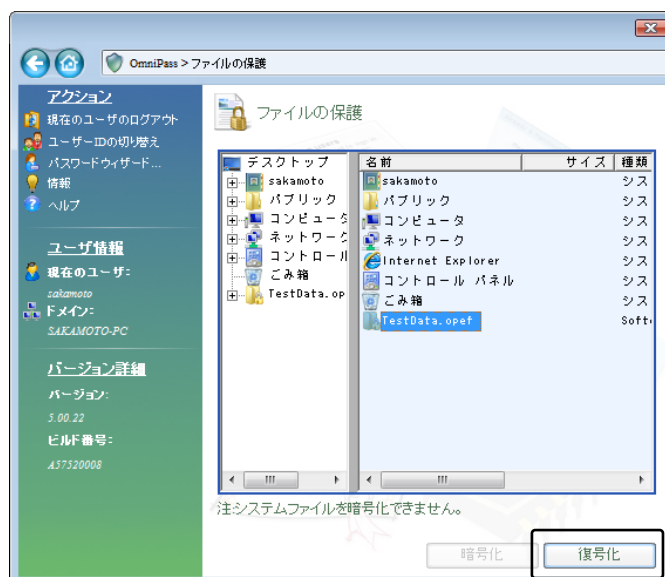 OmniPass > ファイルの保護
アクション
現在のユーザのログアウト
ユーザーIDの切り替え
パスワードウィザード...
情報
ヘルプ
ユーザ情報
現在のユーザ:
sakamoto
ドメイン:
SAKAMOTO-PC
バージョン詳細
バージョン:
5.00.22
ビルド番号:
A57520008
ファイルの保護
デスクトップ
sakamoto
パブリック
コンピュータ
ネットワーク
コントロール
ごみ箱
TestData.op
名前 サイズ 種類
sakamoto シス
パブリック シス
コンピュータ シス
ネットワーク シス
Internet Explorer シス
コントロール パネル シス
ごみ箱 シス
TestData.opef Soft
注:システムファイルを暗号化できません。
暗号化 復号化